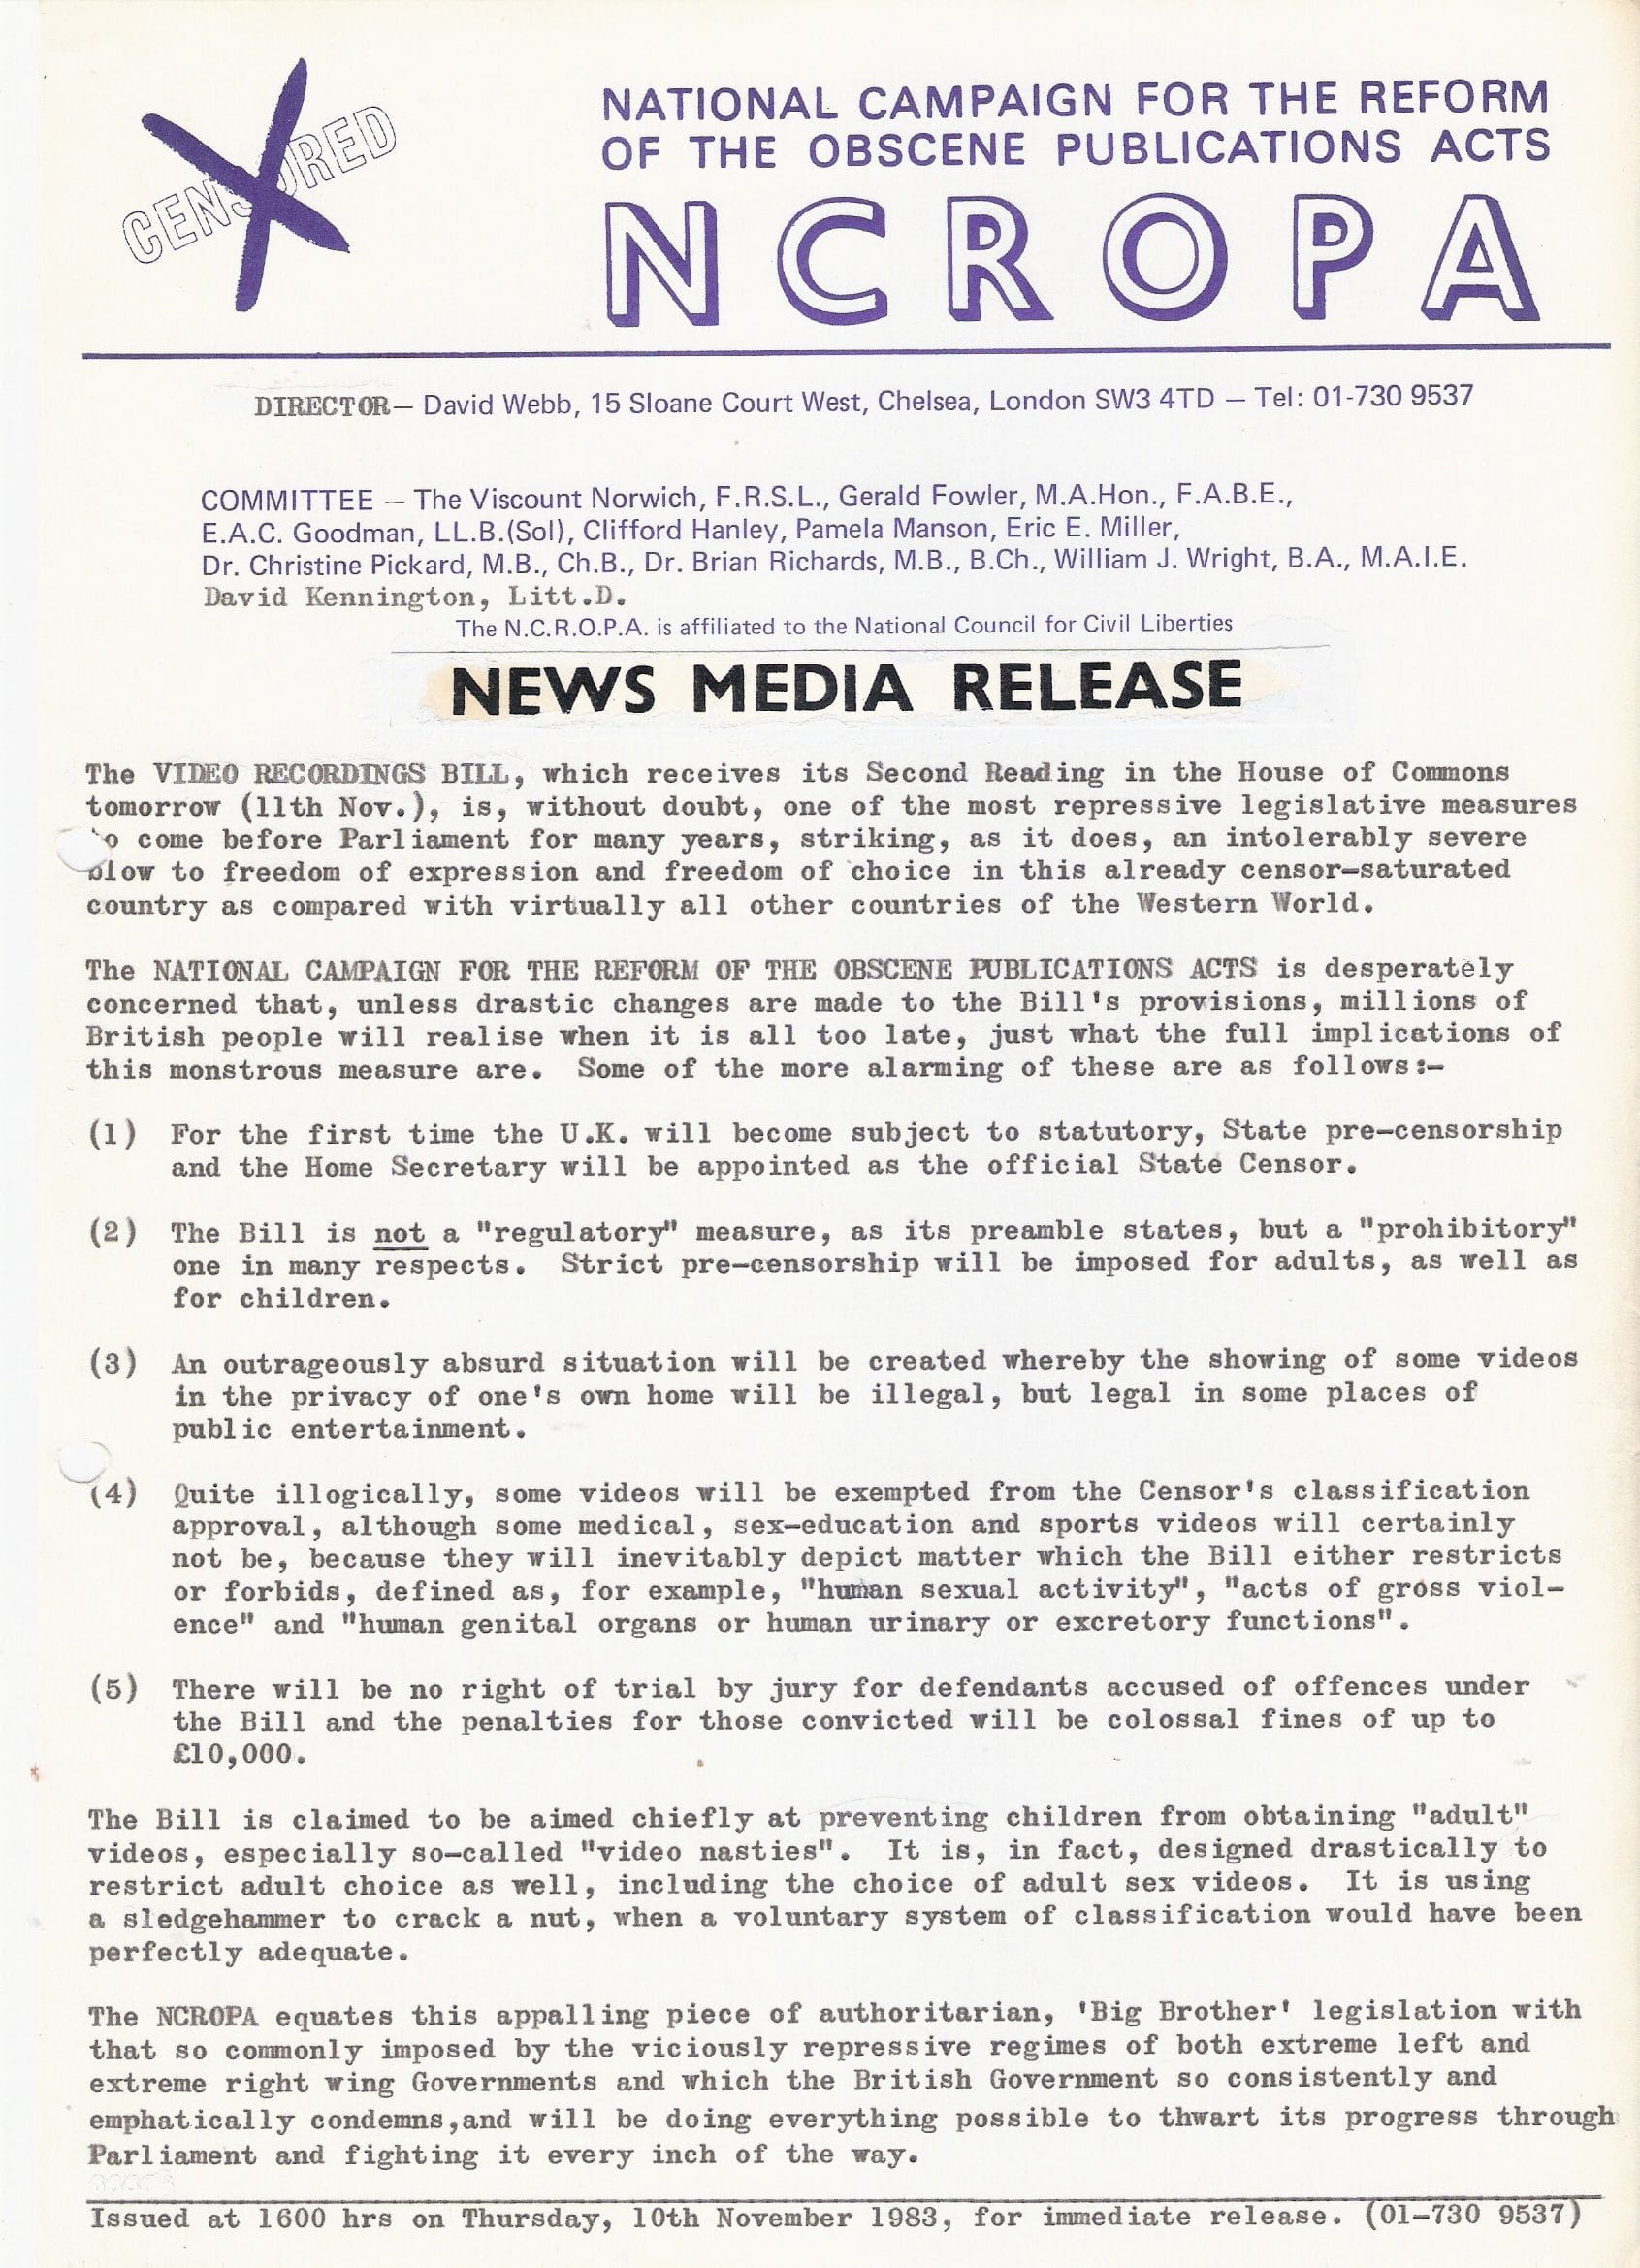 CENSORED
NATIONAL CAMPAIGN FOR THE REFORM
OF THE OBSCENE PUBLICATIONS ACTS
NCROPA
DIRECTOR— David Webb, 15 Sloane Court West, Chelsea, London SW3 4TD — Tel: 01-730 9537
COMMITTEE — The Viscount Norwich, F.R.S.L., Gerald Fowler, M.A.Hon., F.A.B.E.,
E.A.C. Goodman, LL.B.(Sol), Clifford Hanley, Pamela Manson, Eric E. Miller,
Dr. Christine Pickard, M.B., Ch.B., Dr. Brian Richards, M.B., B.Ch., William J. Wright, B.A., M.A.I.E.
David Kennington, Litt.D.
The N.C.R.O.P.A. is affiliated to the National Council for Civil Liberties
NEWS MEDIA RELEASE
The VIDEO RECORDINGS BILL, which receives its Second Reading in the House of Commons
tomorrow (11th Nov.), is, without doubt, one of the most repressive legislative measures
to come before Parliament for many years, striking, as it does, an intolerably severe
blow to freedom of expression and freedom of choice in this already censor-saturated
country as compared with virtually all other countries of the Western World.
The NATIONAL CAMPAIGN FOR THE REFORM OF THE OBSCENE PUBLICATIONS ACTS is desperately
concerned that, unless drastic changes are made to the Bill's provisions, millions of
British people will realise when it is all too late, just what the full implications of
this monstrous measure are. Some of the more alarming of these are as follows:-
(1) For the first time the U.K. will become subject to statutory, State pre-censorship
and the Home Secretary will be appointed as the official State Censor.
(2) The Bill is not a "regulatory" measure, as its preamble states, but a "prohibitory"
one in many respects. Strict pre-censorship will be imposed for adults, as well as
for children.
(3) An outrageously absurd situation will be created whereby the showing of some videos
in the privacy of one's own home will be illegal, but legal in some places of
public entertainment.
(4) Quite illogically, some videos will be exempted from the Censor's classification
approval, although some medical, sex-education and sports videos will certainly
not be, because they will inevitably depict matter which the Bill either restricts
or forbids, defined as, for example, "human sexual activity", "acts of gross viol-
ence" and "human genital organs or human urinary or excretory functions".
(5) There will be no right of trial by jury for defendants accused of offences under
the Bill and the penalties for those convicted will be colossal fines of up to
£10,000.
The Bill is claimed to be aimed chiefly at preventing children from obtaining "adult"
videos, especially so-called "video nasties". It is, in fact, designed drastically to
restrict adult choice as well, including the choice of adult sex videos. It is using
a sledgehammer to crack a nut, when a voluntary system of classification would have been
perfectly adequate.
The NCROPA equates this appalling piece of authoritarian, 'Big Brother' legislation with
that so commonly imposed by the viciously repressive regimes of both extreme left and
extreme right wing Governments and which the British Government so consistently and
emphatically condemns,and will be doing everything possible to thwart its progress through
Parliament and fighting it every inch of the way.
Issued at 1600 hrs on Thursday, 10th November 1983, for immediate release. (01-730 9537)